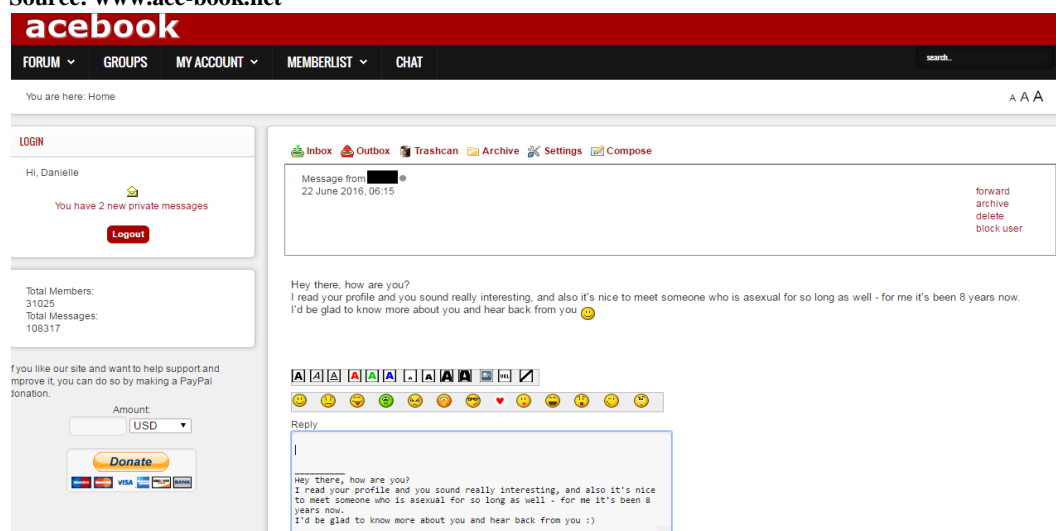 Source: www.ace-book.net
acebook
FORUM GROUPS MY ACCOUNT MEMBERLIST CHAT search...
You are here: Home A A A
LOGIN
Hi, Danielle
You have 2 new private messages
Logout
Total Members:
31025
Total Messages:
108317
f you like our site and want to help support and
mprove it, you can do so by making a PayPal
donation.
Amount:
USD
Donate
VISA
BANK
Inbox Outbox Trashcan Archive Settings Compose
Message from
22 June 2016, 06:15
forward
archive
delete
block user
Hey there, how are you?
I read your profile and you sound really interesting, and also it's nice to meet someone who is asexual for so long as well - for me it's been 8 years now.
I'd be glad to know more about you and hear back from you
A A A A A A A A A A URL
Reply
Hey there, how are you?
I read your profile and you sound really interesting, and also it's nice
to meet someone who is asexual for so long as well - for me it's been 8
years now.
I'd be glad to know more about you and hear back from you :)